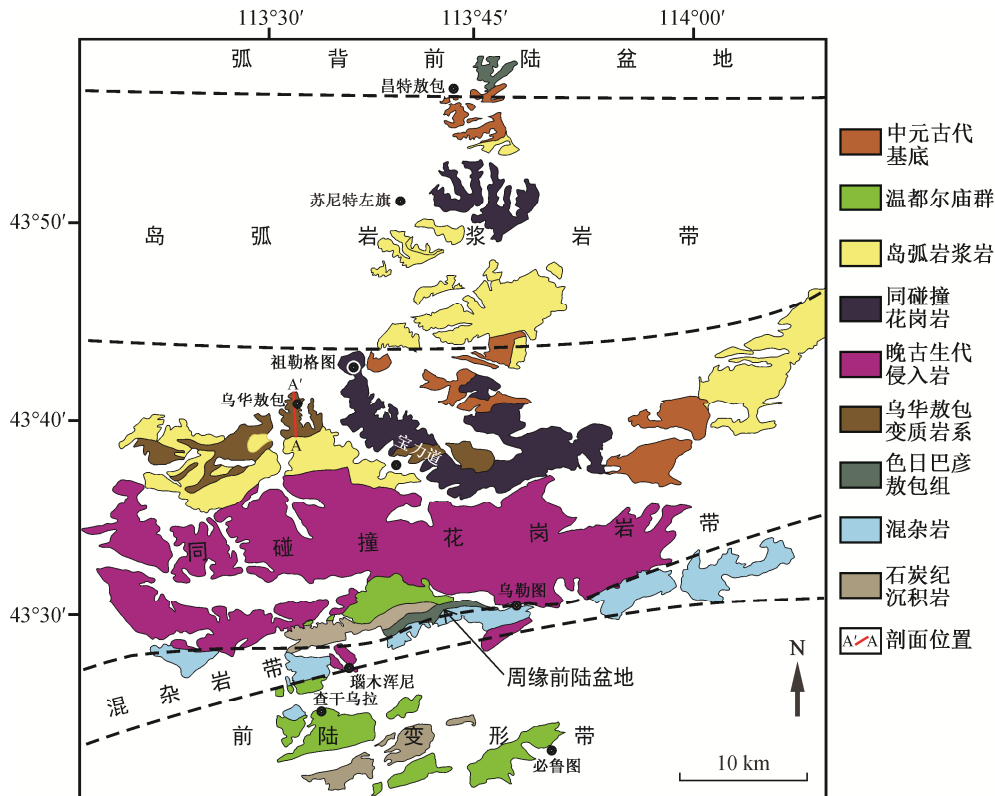 113°30′
113°45′
114°00′
弧背前陆盆地
昌特敖包
苏尼特左旗
43°50′
岛弧岩浆岩带
祖勒格图
A′
乌华敖包
43°40′
A
宝力道
同碰撞花岗岩带
乌勒图
43°30′
周缘前陆盆地
混杂岩带
瑙木浑尼
查干乌拉
前陆变形带
必鲁图
N
10 km
中元古代
基底
温都尔庙群
岛弧岩浆岩
同碰撞
花岗岩
晚古生代
侵入岩
乌华敖包
变质岩系
色日巴彦
敖包组
混杂岩
石炭纪
沉积岩
A′ A
剖面位置